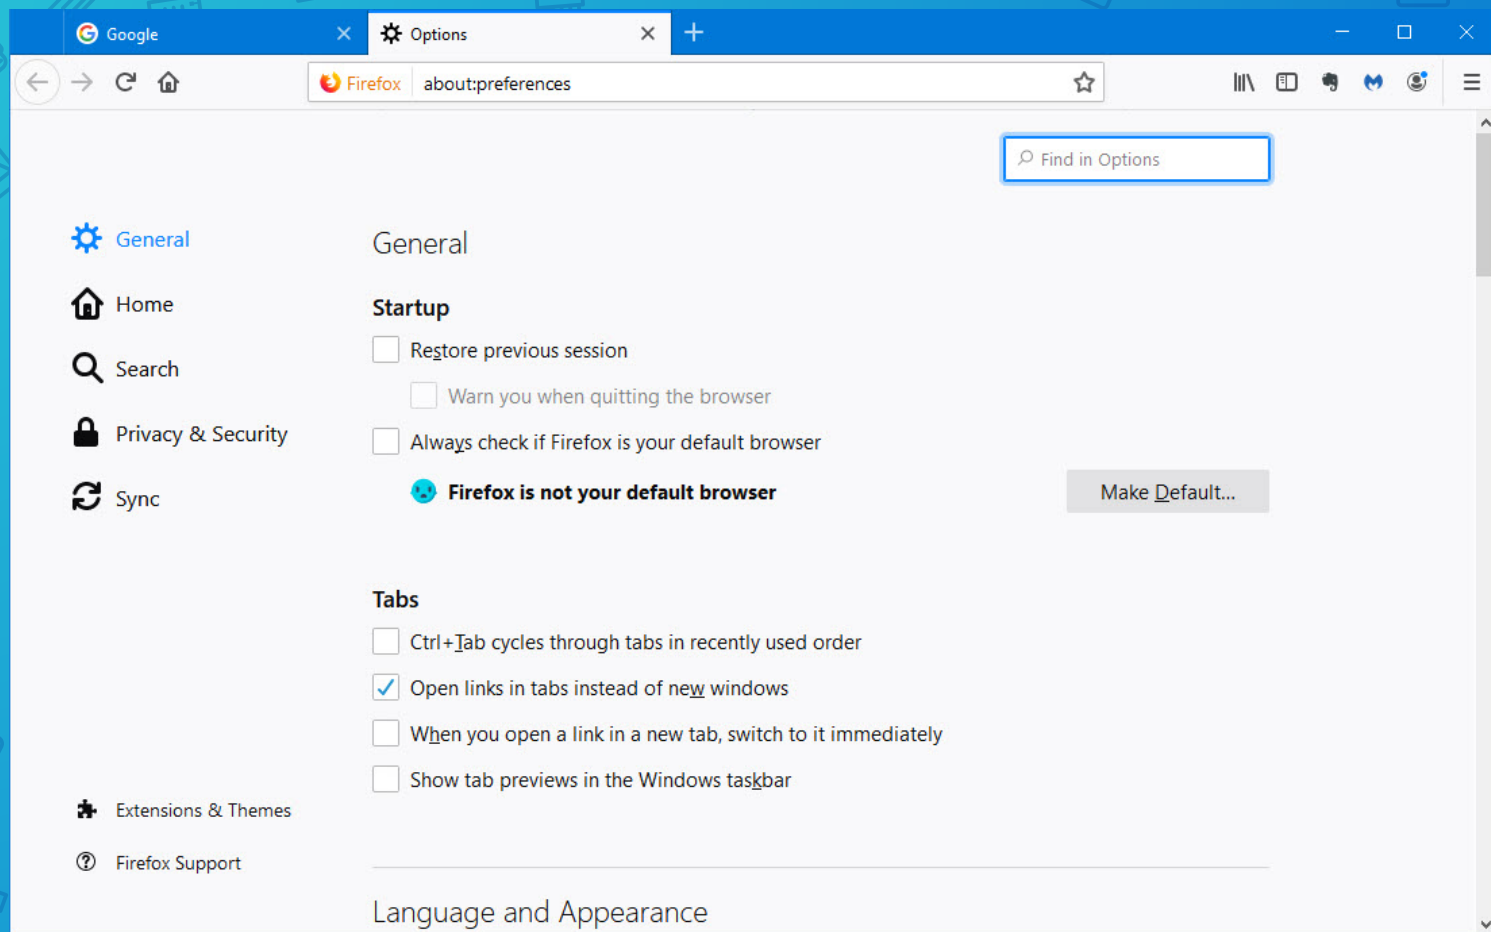 Google
Options
Firefox about:preferences
Find in Options
General
Home
Search
Privacy & Security
Sync
Extensions & Themes
Firefox Support
General
Startup
Restore previous session
Warn you when quitting the browser
Always check if Firefox is your default browser
Firefox is not your default browser
Make Default...
Tabs
Ctrl+Tab cycles through tabs in recently used order
Open links in tabs instead of new windows
When you open a link in a new tab, switch to it immediately
Show tab previews in the Windows taskbar
Language and Appearance